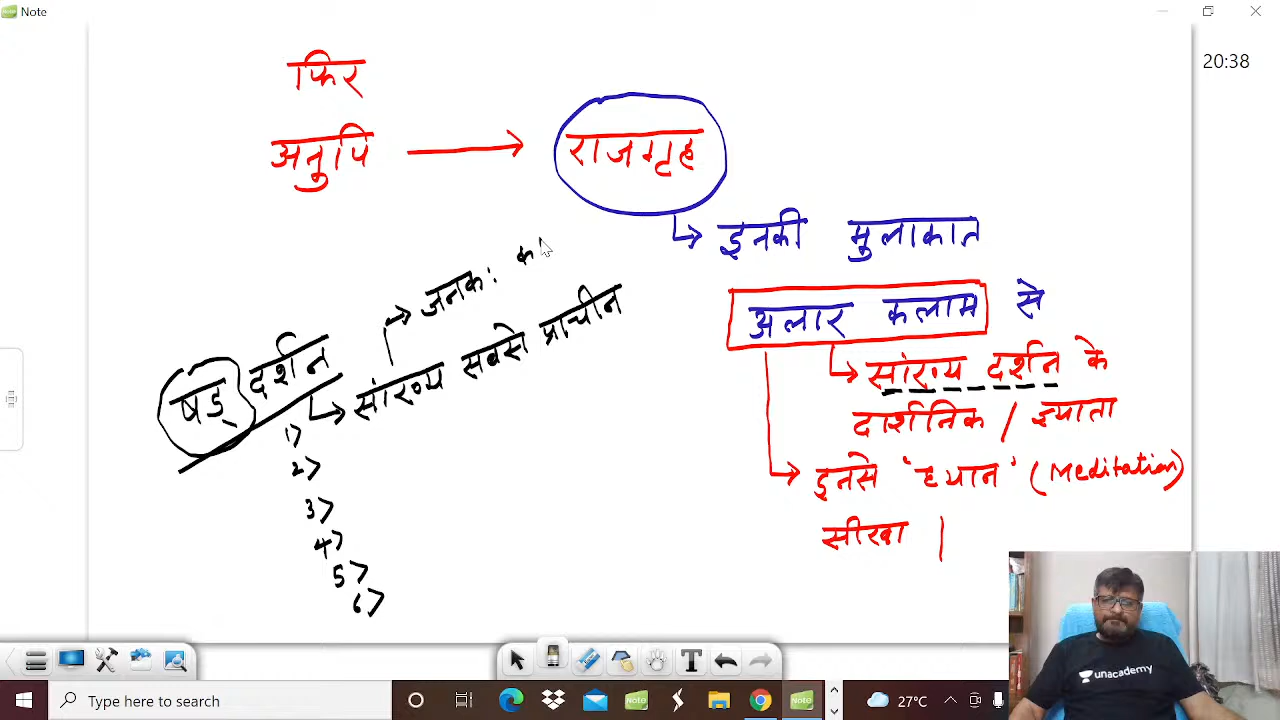 Note
20:38
फिर
अनुपि → राजगृह
↳ इनकी मुलाकात
अलार कलाम से
↳ सांख्य दर्शन के
दार्शनिक / ज्ञाता
→ इनसे 'ध्यान' (Meditation)
सीखा |
षड् दर्शन
↳ सांख्य सबसे प्राचीन
→ जनक: क
1>
2>
3>
4>
5>
6>
unacademy
Type here to search
27°C